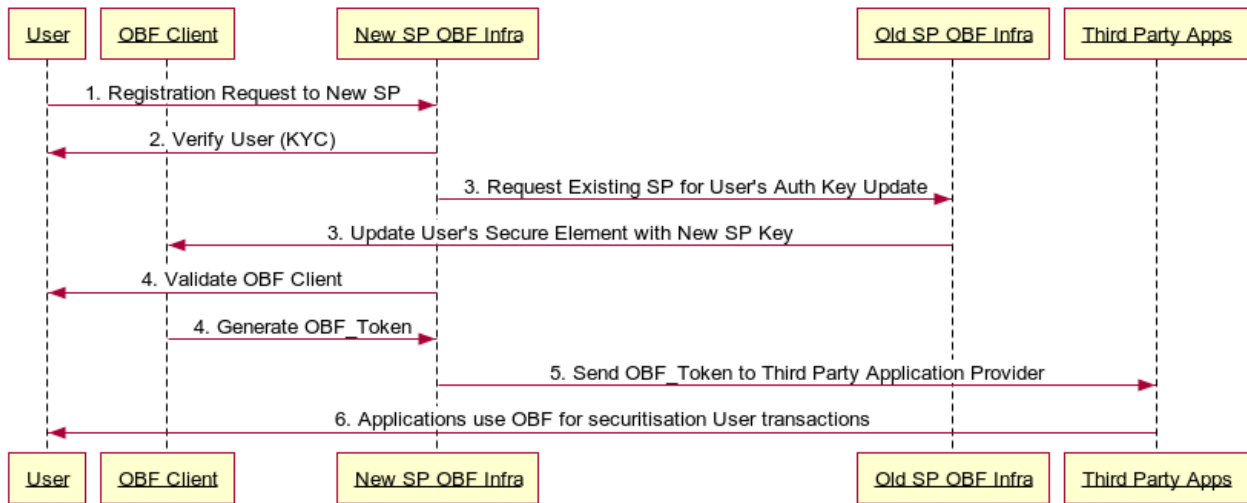 User OBF Client New SP OBF Infra Old SP OBF Infra Third Party Apps
1. Registration Request to New SP
2. Verify User (KYC)
3. Request Existing SP for User's Auth Key Update
3. Update User's Secure Element with New SP Key
4. Validate OBF Client
4. Generate OBF_Token
5. Send OBF_Token to Third Party Application Provider
6. Applications use OBF for securitisation User transactions
User OBF Client New SP OBF Infra Old SP OBF Infra Third Party Apps